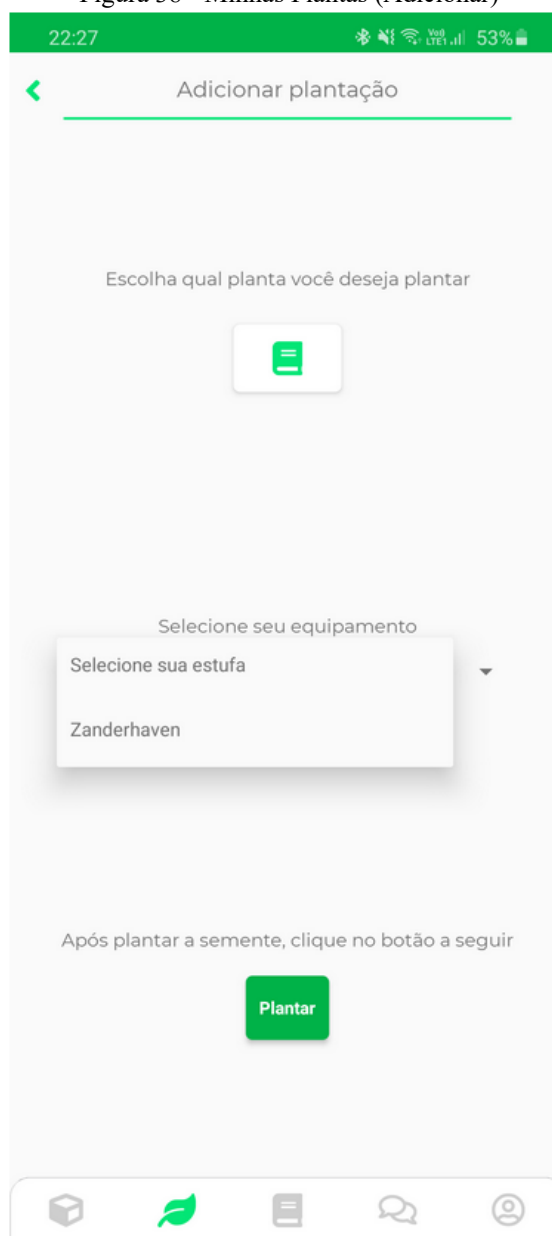 Figura 38 - Minhas Plantas (Adicionar)
22:27 53%
Adicionar plantação
Escolha qual planta você deseja plantar
Selecione seu equipamento
Selecione sua estufa
Zanderhaven
Após plantar a semente, clique no botão a seguir
Plantar